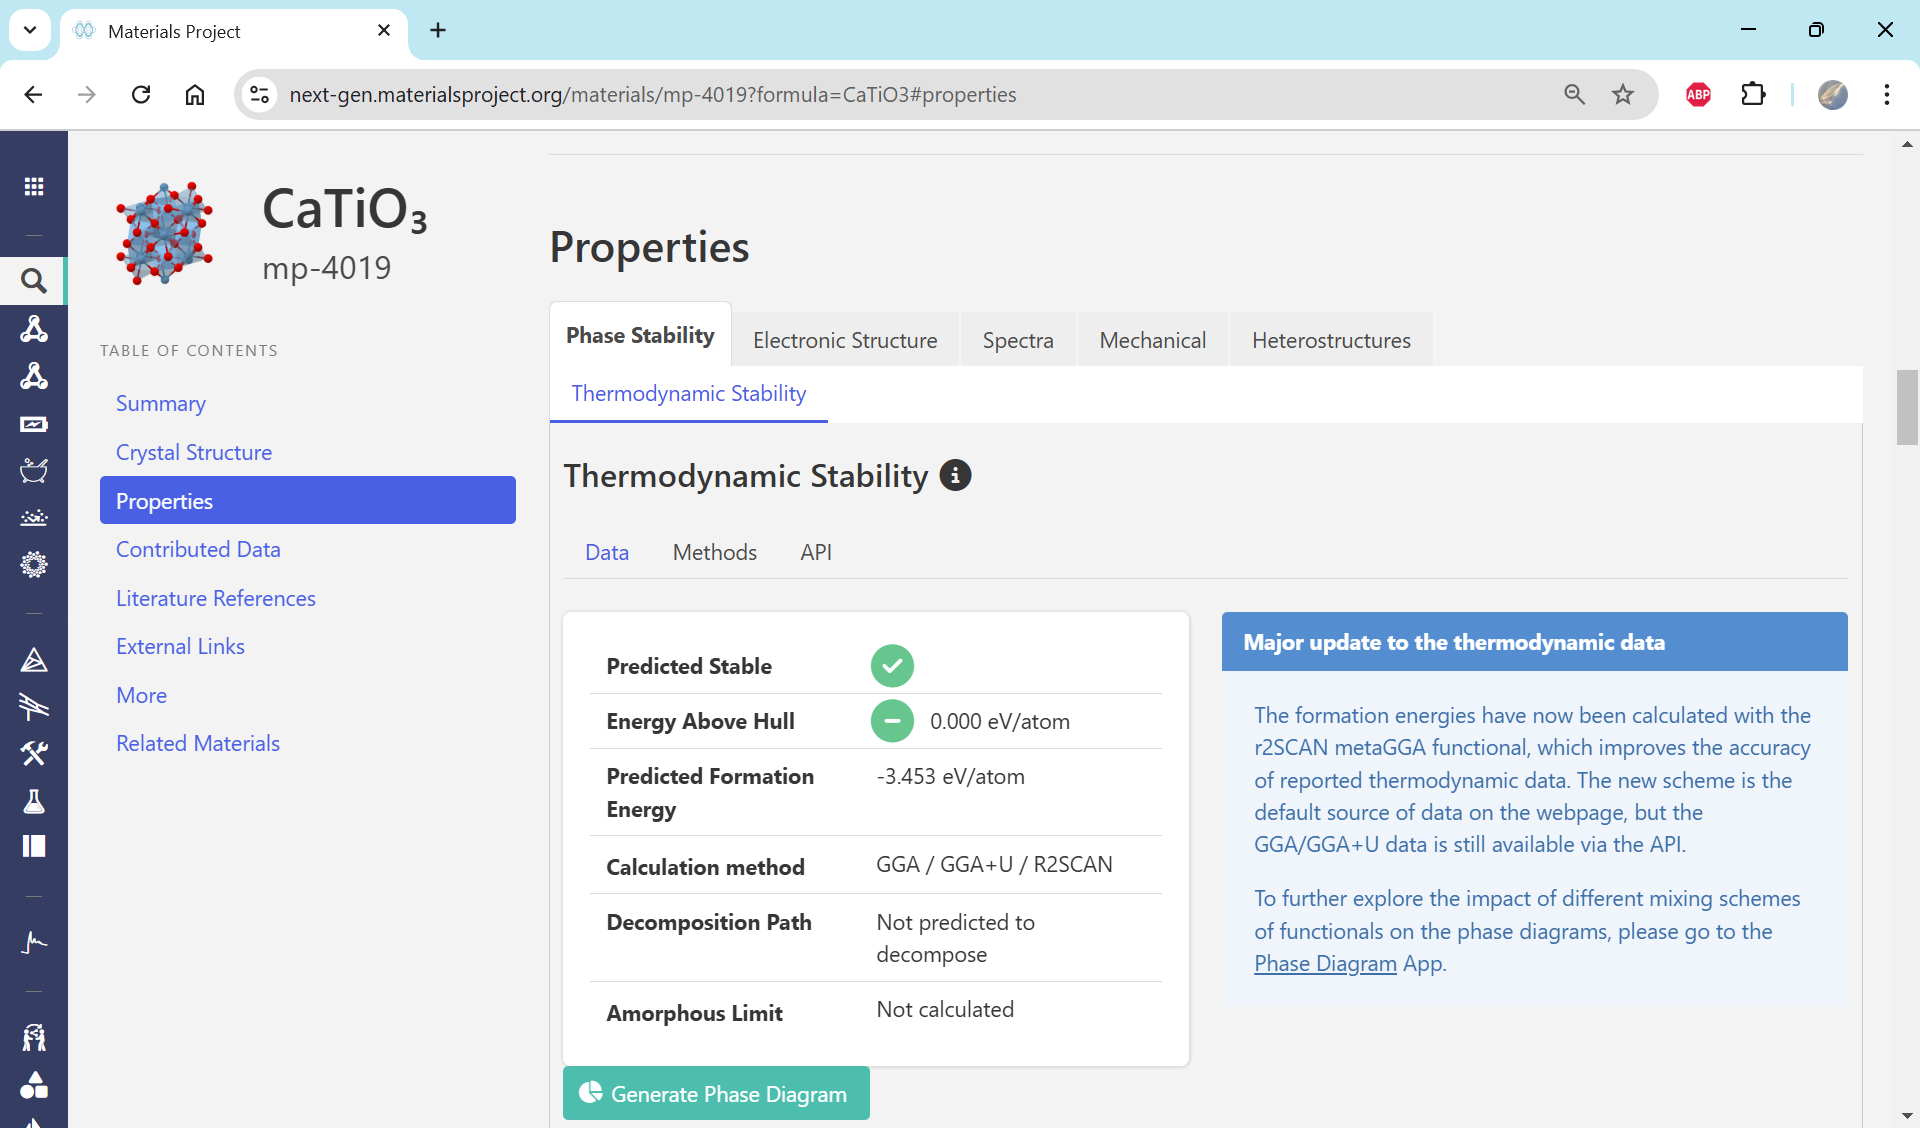 Materials Project
next-gen.materialsproject.org/materials/mp-4019?formula=CaTiO3#properties
ABP
CaTiO₃
mp-4019
TABLE OF CONTENTS
Summary
Crystal Structure
Properties
Contributed Data
Literature References
External Links
More
Related Materials
Properties
Phase Stability
Electronic Structure
Spectra
Mechanical
Heterostructures
Thermodynamic Stability
Thermodynamic Stability
Data
Methods
API
Predicted Stable
Energy Above Hull 0.000 eV/atom
Predicted Formation -3.453 eV/atom
Energy
Calculation method GGA / GGA+U / R2SCAN
Decomposition Path Not predicted to
decompose
Amorphous Limit Not calculated
Generate Phase Diagram
Major update to the thermodynamic data
The formation energies have now been calculated with the
r2SCAN metaGGA functional, which improves the accuracy
of reported thermodynamic data. The new scheme is the
default source of data on the webpage, but the
GGA/GGA+U data is still available via the API.
To further explore the impact of different mixing schemes
of functionals on the phase diagrams, please go to the
Phase Diagram App.